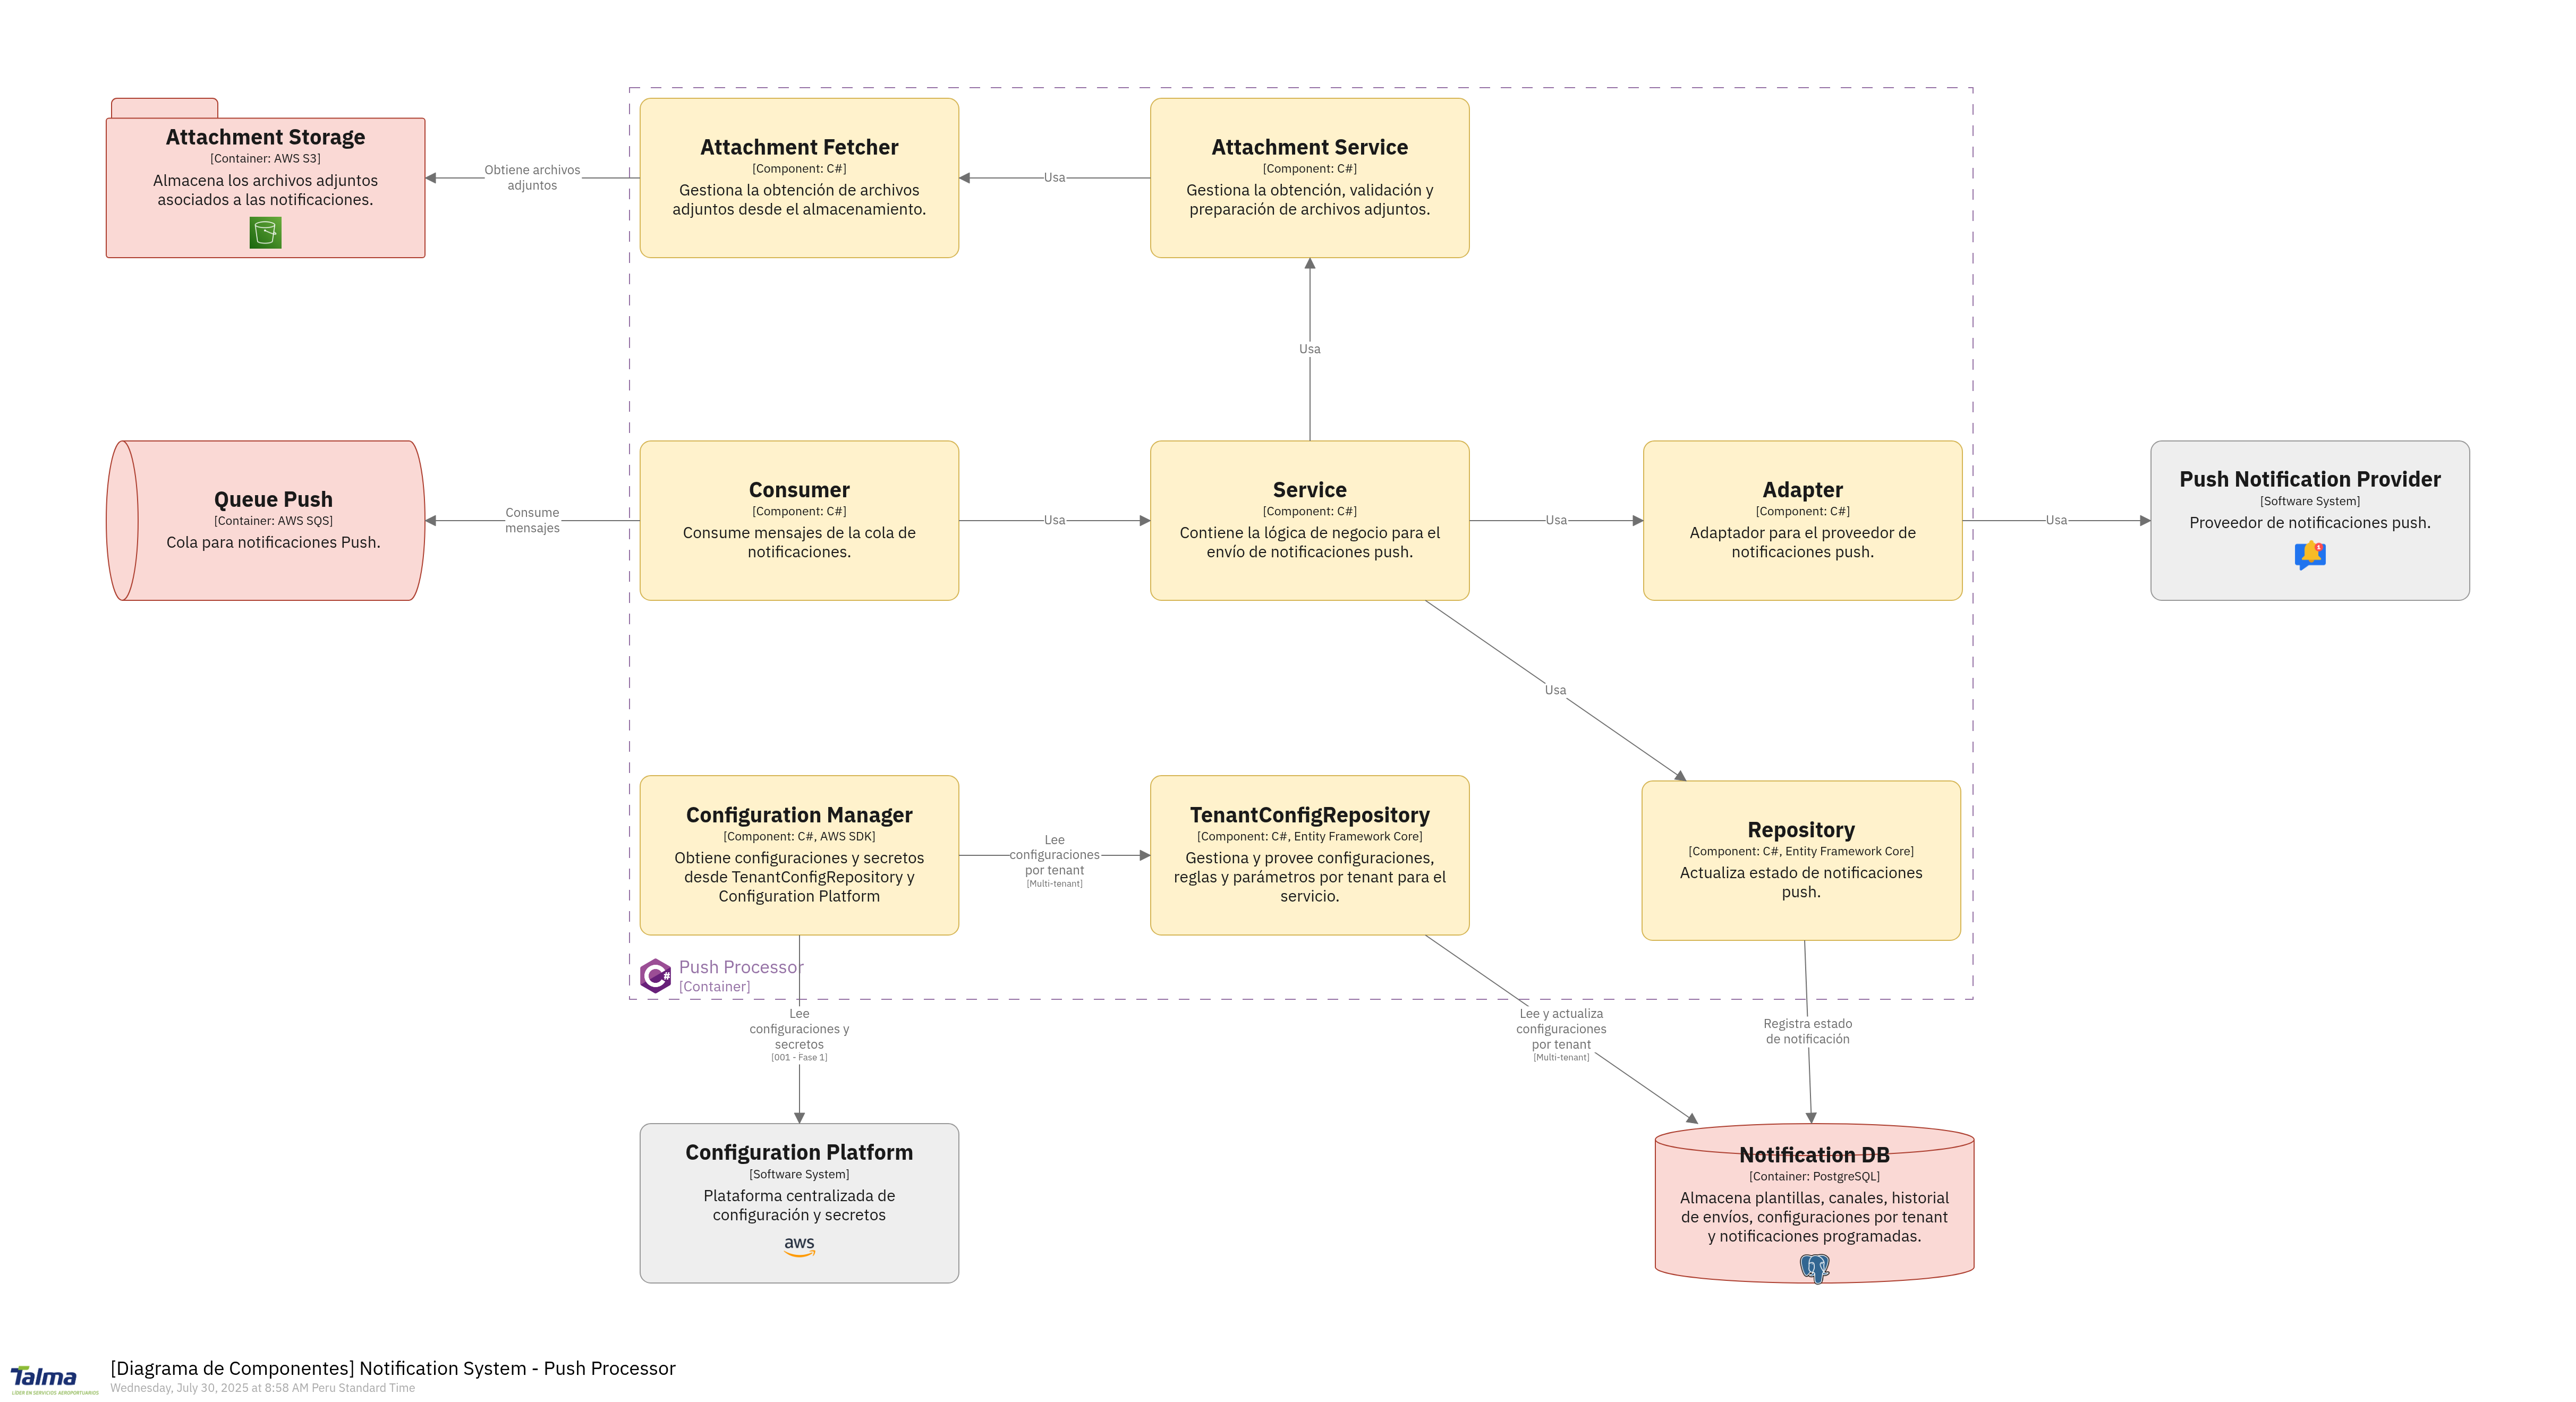 Attachment Storage
[Container: AWS S3]
Almacena los archivos adjuntos
asociados a las notificaciones.
Obtiene archivos
adjuntos
Attachment Fetcher
[Component: C#]
Gestiona la obtención de archivos
adjuntos desde el almacenamiento.
Usa
Attachment Service
[Component: C#]
Gestiona la obtención, validación y
preparación de archivos adjuntos.
Usa
Queue Push
[Container: AWS SQS]
Cola para notificaciones Push.
Consume
mensajes
Consumer
[Component: C#]
Consume mensajes de la cola de
notificaciones.
Usa
Service
[Component: C#]
Contiene la lógica de negocio para el
envío de notificaciones push.
Usa
Adapter
[Component: C#]
Adaptador para el proveedor de
notificaciones push.
Usa
Push Notification Provider
[Software System]
Proveedor de notificaciones push.
Usa
Configuration Manager
[Component: C#, AWS SDK]
Obtiene configuraciones y secretos
desde TenantConfigRepository y
Configuration Platform
Lee
configuraciones
por tenant
[Multi-tenant]
TenantConfigRepository
[Component: C#, Entity Framework Core]
Gestiona y provee configuraciones,
reglas y parámetros por tenant para el
servicio.
Repository
[Component: C#, Entity Framework Core]
Actualiza estado de notificaciones
push.
Push Processor
[Container]
Lee
configuraciones y
secretos
[001 - Fase 1]
Lee y actualiza
configuraciones
por tenant
[Multi-tenant]
Registra estado
de notificación
Configuration Platform
[Software System]
Plataforma centralizada de
configuración y secretos
aws
Notification DB
[Container: PostgreSQL]
Almacena plantillas, canales, historial
de envíos, configuraciones por tenant
y notificaciones programadas.
Talma
LÍDER EN SERVICIOS AEROPORTUARIOS
[Diagrama de Componentes] Notification System - Push Processor
Wednesday, July 30, 2025 at 8:58 AM Peru Standard Time